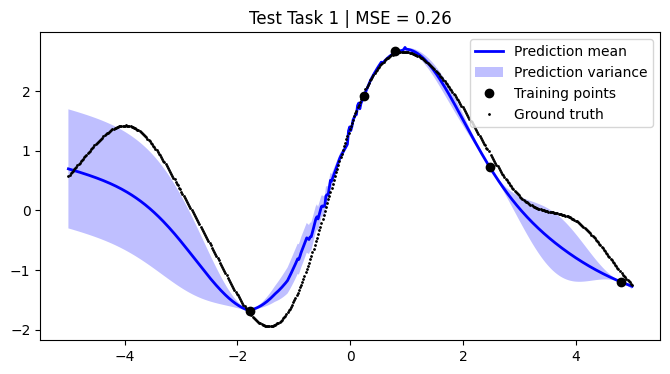 Test Task 1 | MSE = 0.26
Prediction mean
Prediction variance
Training points
Ground truth
2
1
0
−1
−2
−4
−2
0
2
4